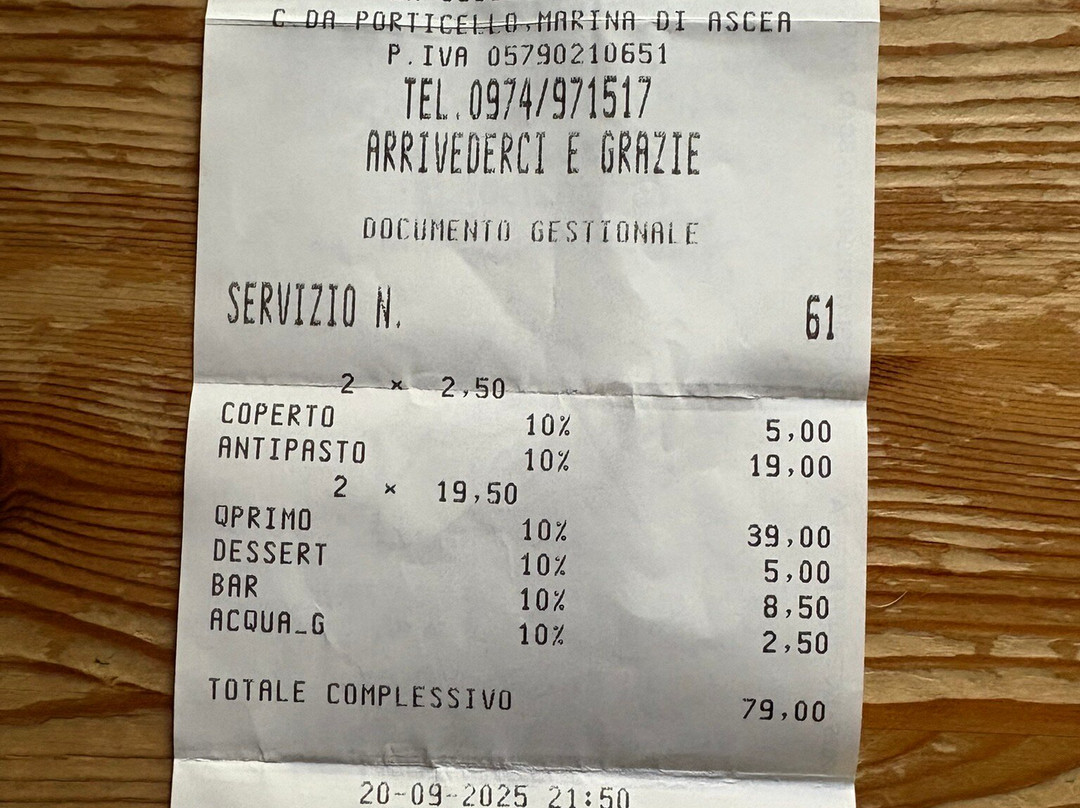 C.DA PORTICELLO,MARINA DI ASCEA
P.IVA 05790210651
TEL.0974/971517
ARRIVEDERCI E GRAZIE
DOCUMENTO GESTIONALE
SERVIZIO N. 61
2 x 2,50
COPERTO 10% 5,00
ANTIPASTO 10% 19,00
2 x 19,50
QPRIMO 10% 39,00
DESSERT 10% 5,00
BAR 10% 8,50
ACQUA_G 10% 2,50
TOTALE COMPLESSIVO 79,00
20-09-2025 21:50